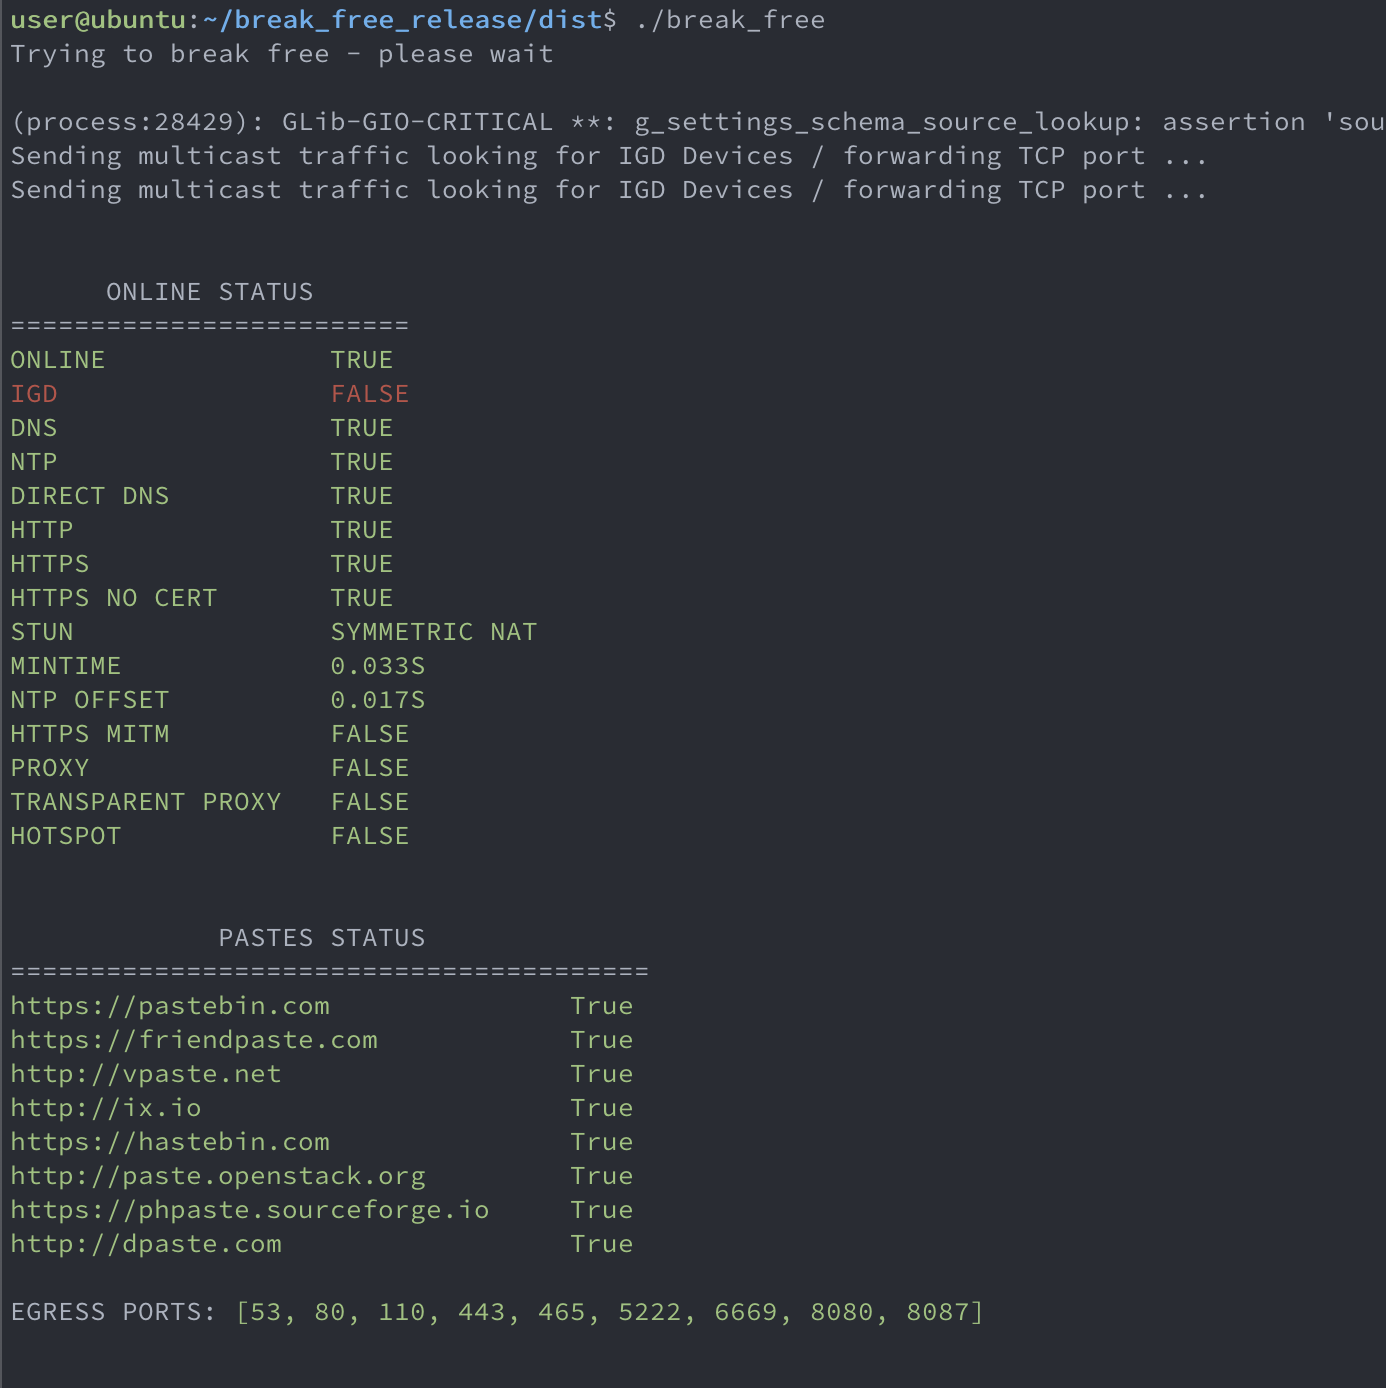 user@ubuntu:~/break_free_release/dist$ ./break_free
Trying to break free - please wait
(process:28429): GLib-GIO-CRITICAL **: g_settings_schema_source_lookup: assertion 'sou
Sending multicast traffic looking for IGD Devices / forwarding TCP port ...
Sending multicast traffic looking for IGD Devices / forwarding TCP port ...
ONLINE STATUS
=========================
ONLINE TRUE
IGD FALSE
DNS TRUE
NTP TRUE
DIRECT DNS TRUE
HTTP TRUE
HTTPS TRUE
HTTPS NO CERT TRUE
STUN SYMMETRIC NAT
MINTIME 0.033S
NTP OFFSET 0.017S
HTTPS MITM FALSE
PROXY FALSE
TRANSPARENT PROXY FALSE
HOTSPOT FALSE
PASTES STATUS
========================================
https://pastebin.com True
https://friendpaste.com True
http://vpaste.net True
http://ix.io True
https://hastebin.com True
http://paste.openstack.org True
https://phpaste.sourceforge.io True
http://dpaste.com True
EGRESS PORTS: [53, 80, 110, 443, 465, 5222, 6669, 8080, 8087]